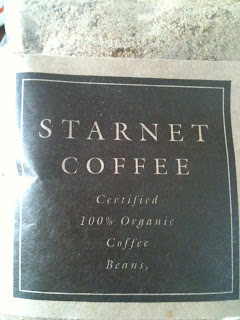 STARNET
COFFEE
Certified
100% Organic
Coffee
Beans,